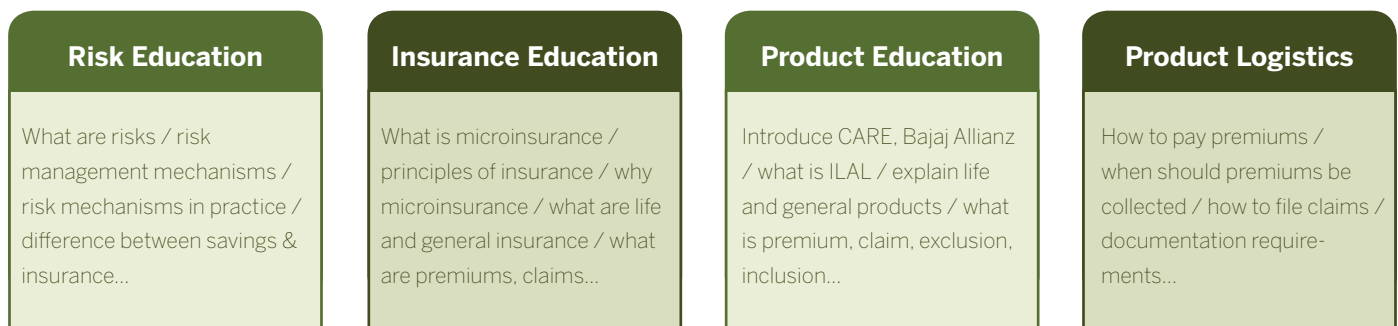 Risk Education
What are risks / risk
management mechanisms /
risk mechanisms in practice /
difference between savings &
insurance...
Insurance Education
What is microinsurance /
principles of insurance / why
microinsurance / what are life
and general insurance / what
are premiums, claims...
Product Education
Introduce CARE, Bajaj Allianz
/ what is ILAL / explain life
and general products / what
is premium, claim, exclusion,
inclusion...
Product Logistics
How to pay premiums /
when should premiums be
collected / how to file claims /
documentation require-
ments...